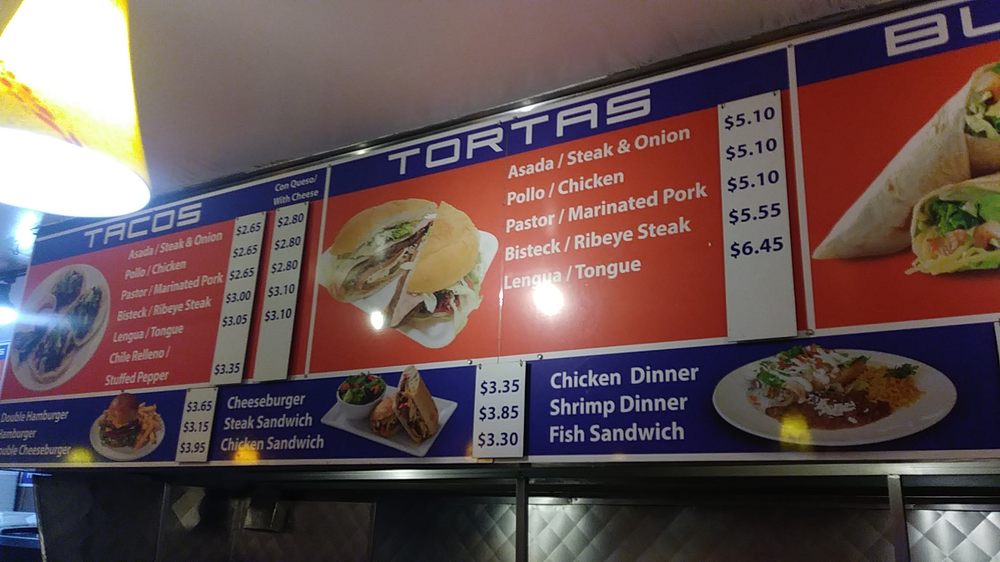 TACOS
Con Queso/
With Cheese
Asada / Steak & Onion $2.65 $2.80
Pollo / Chicken $2.65 $2.80
Pastor / Marinated Pork $2.65 $2.80
Bisteck / Ribeye Steak $3.00 $3.10
Lengua / Tongue $3.05 $3.10
Chile Relleno /
Stuffed Pepper $3.35
TORTAS
Asada / Steak & Onion $5.10
Pollo / Chicken $5.10
Pastor / Marinated Pork $5.10
Bisteck / Ribeye Steak $5.55
Lengua / Tongue $6.45
BU
Double Hamburger $3.65
Hamburger $3.15
Double Cheeseburger $3.95
Cheeseburger $3.35
Steak Sandwich $3.85
Chicken Sandwich $3.30
Chicken Dinner
Shrimp Dinner
Fish Sandwich